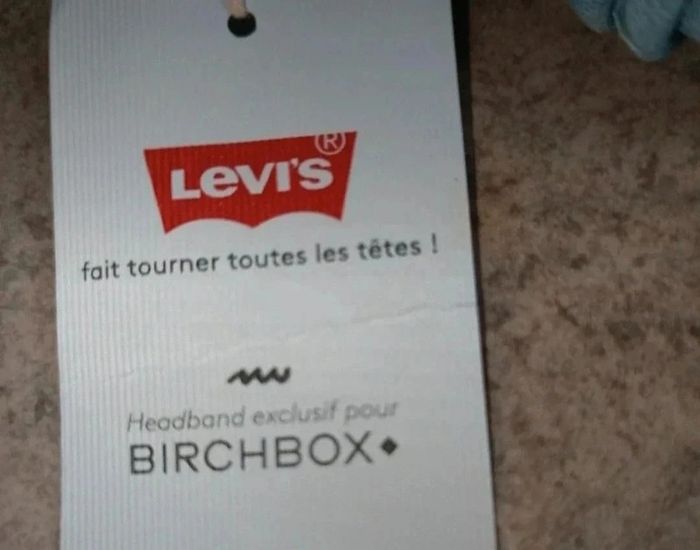 Levi's®
fait tourner toutes les têtes !
Headband exclusif pour
BIRCHBOX◆